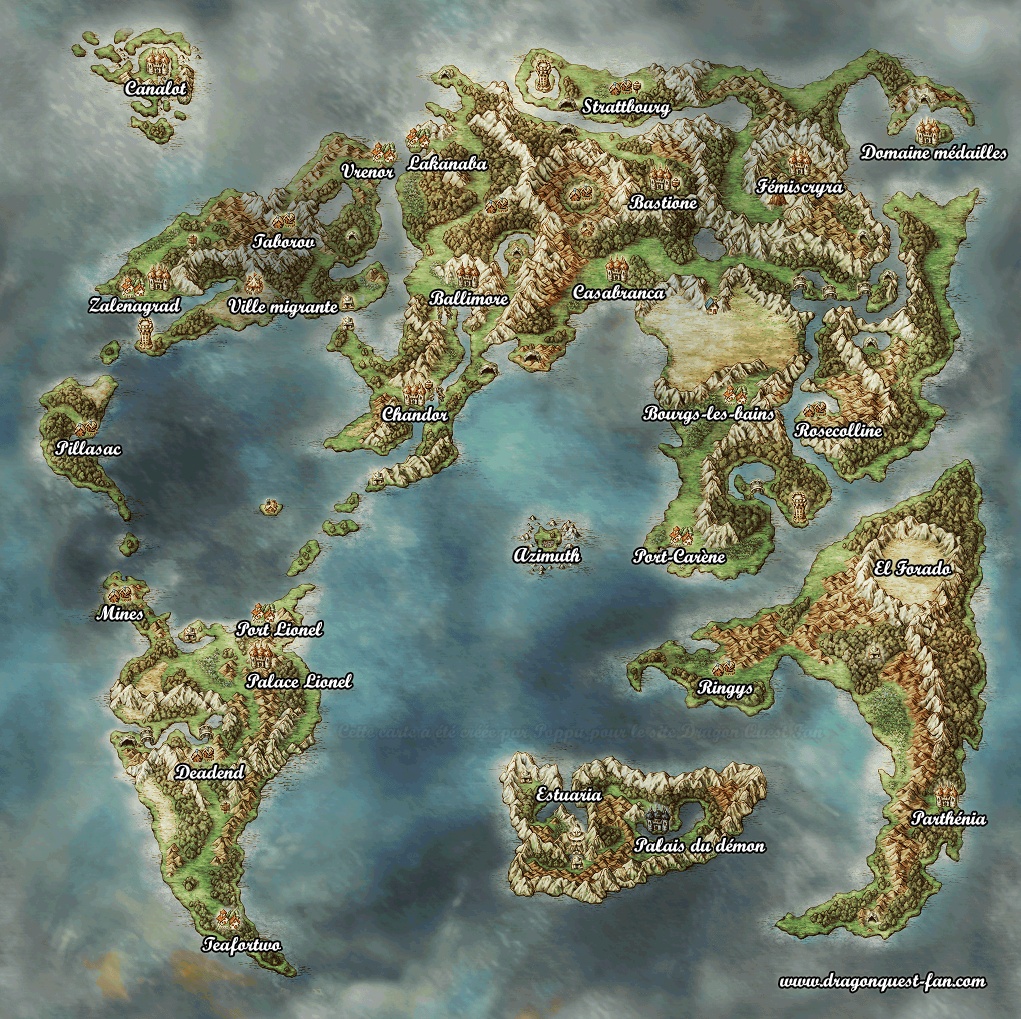 Canalot
Strattbourg
Domaine médailles
Vrenor
Lakanaba
Fémiscryra
Bastione
Taborov
Zalenagrad
Ville migrante
Ballimore
Casabranca
Chandor
Bourgs-les-bains
Rosecolline
Pillasac
Azimuth
Port-Carène
El Forado
Mines
Port Lionel
Palace Lionel
Ringys
Cette carte a été créée par Poppu pour le site Dragon Quest-Fan
Deadend
Estuaria
Parthénia
Palais du démon
Teafortwo
www.dragonquest-fan.com